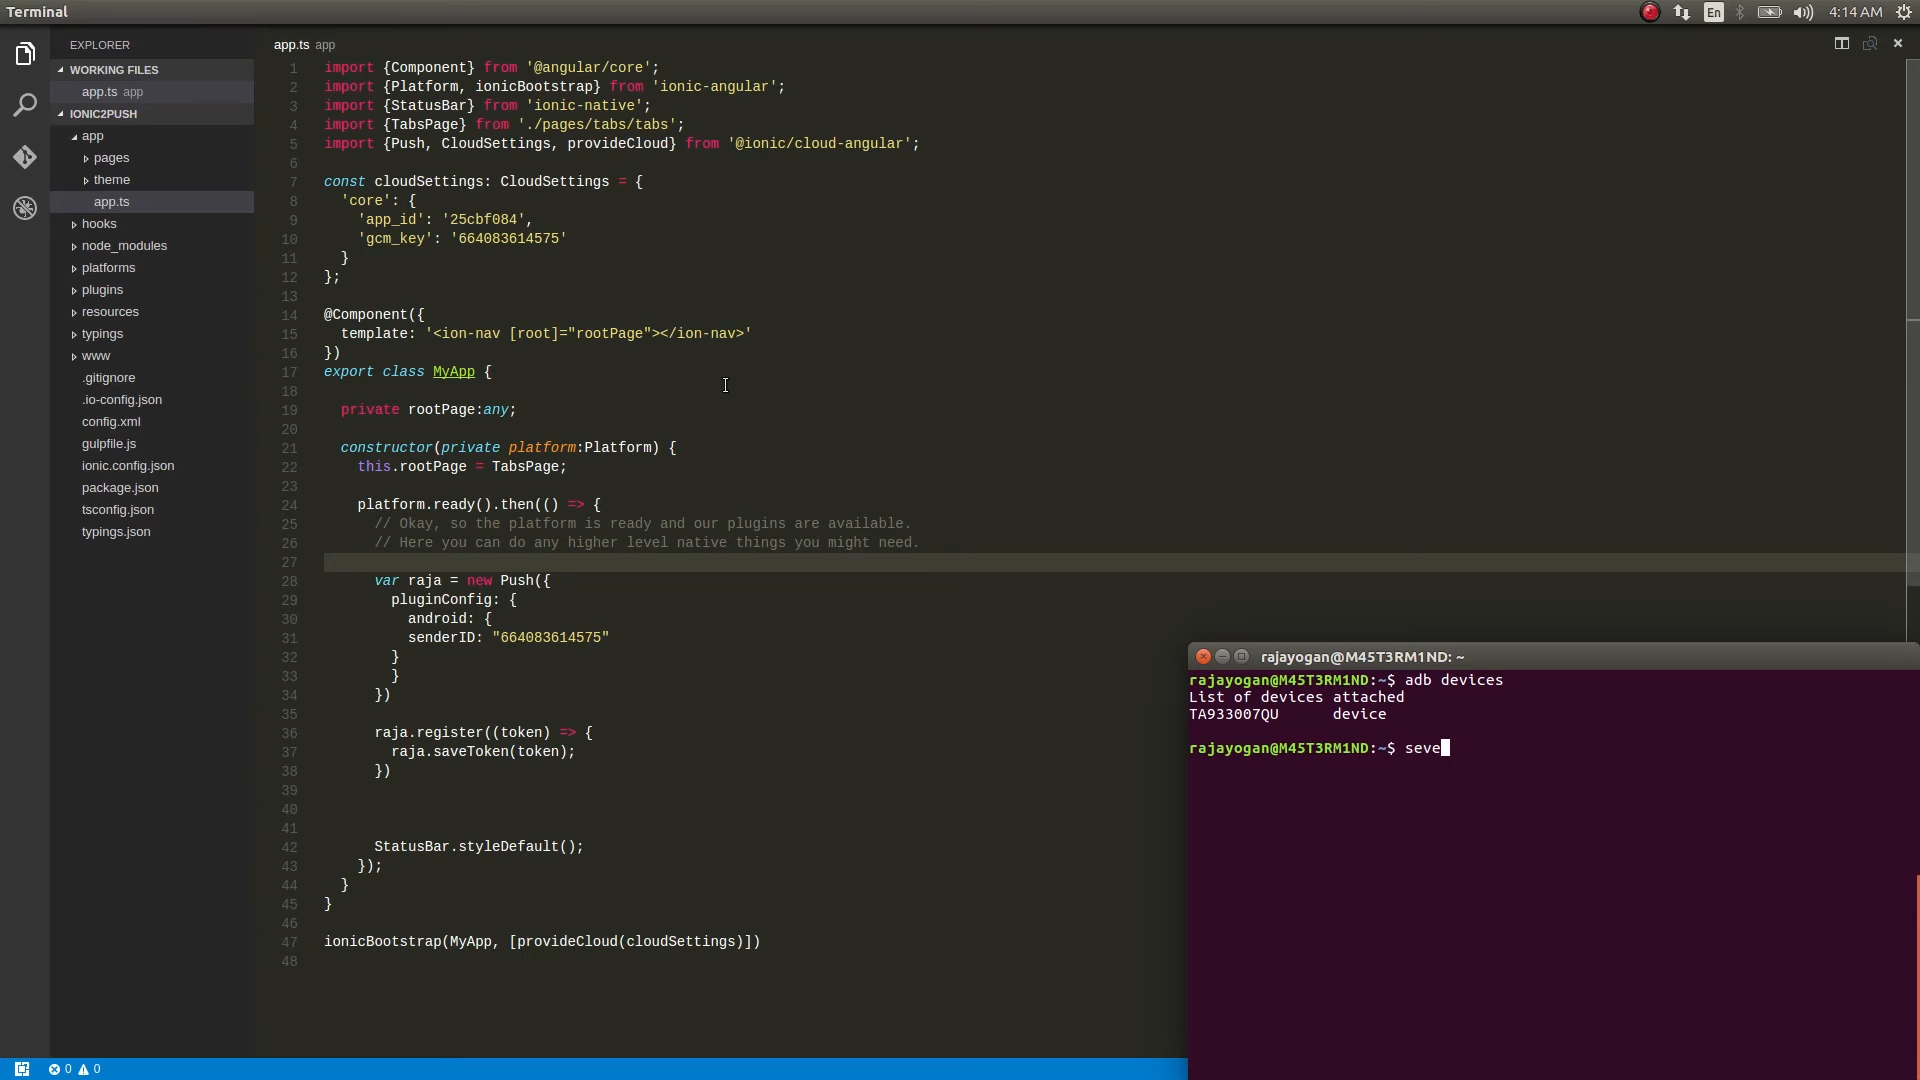 Terminal
En
4:14 AM
EXPLORER
WORKING FILES
app.ts app
IONIC2PUSH
app
pages
theme
app.ts
hooks
node_modules
platforms
plugins
resources
typings
www
.gitignore
.io-config.json
config.xml
gulpfile.js
ionic.config.json
package.json
tsconfig.json
typings.json
app.ts app
1 import {Component} from '@angular/core';
2 import {Platform, ionicBootstrap} from 'ionic-angular';
3 import {StatusBar} from 'ionic-native';
4 import {TabsPage} from './pages/tabs/tabs';
5 import {Push, CloudSettings, provideCloud} from '@ionic/cloud-angular';
6
7 const cloudSettings: CloudSettings = {
8 'core': {
9 'app_id': '25cbf084',
10 'gcm_key': '664083614575'
11 }
12 };
13
14 @Component({
15 template: '<ion-nav [root]="rootPage"></ion-nav>'
16 })
17 export class MyApp {
18
19 private rootPage:any;
20
21 constructor(private platform:Platform) {
22 this.rootPage = TabsPage;
23
24 platform.ready().then(() => {
25 // Okay, so the platform is ready and our plugins are available.
26 // Here you can do any higher level native things you might need.
27
28 var raja = new Push({
29 pluginConfig: {
30 android: {
31 senderID: "664083614575"
32 }
33 }
34 })
35
36 raja.register((token) => {
37 raja.saveToken(token);
38 })
39
40
41
42 StatusBar.styleDefault();
43 });
44 }
45 }
46
47 ionicBootstrap(MyApp, [provideCloud(cloudSettings)])
48
rajayogan@M45T3RM1ND: ~
rajayogan@M45T3RM1ND:~$ adb devices
List of devices attached
TA933007QU device
rajayogan@M45T3RM1ND:~$ seve
0 0